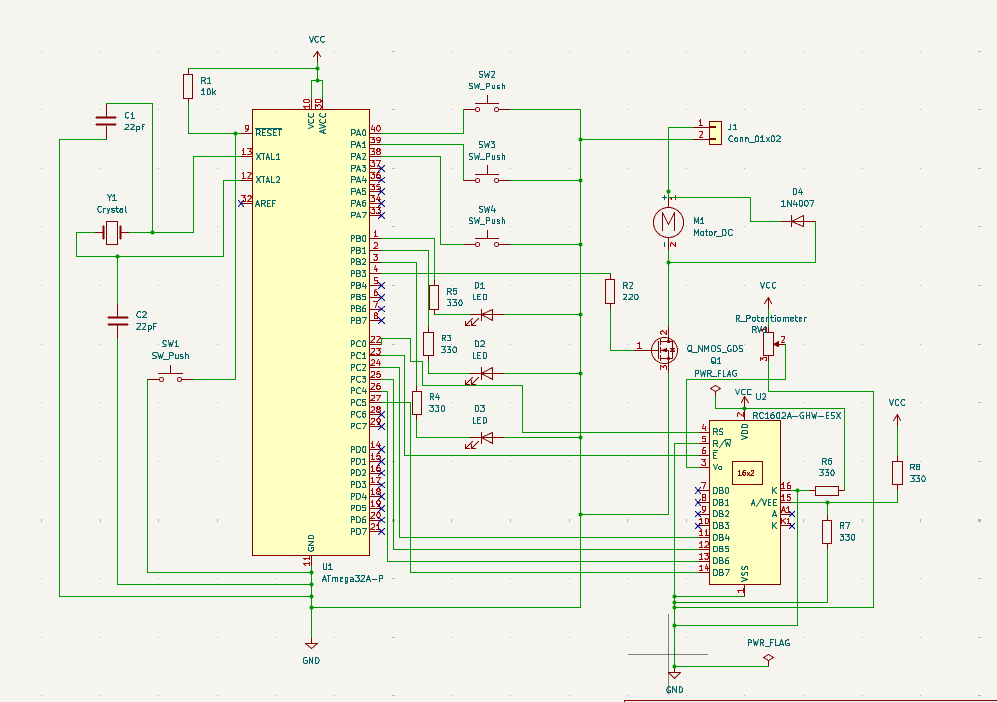 VCC
R1
10k
C1
22pf
Y1
Crystal
C2
22pF
SW1
SW_Push
10
VCC
30
AVCC
9
RESET
13
XTAL1
12
XTAL2
32
AREF
PA0
40
PA1
39
PA2
38
PA3
37
PA4
36
PA5
35
PA6
34
PA7
33
PB0
1
PB1
2
PB2
3
PB3
4
PB4
5
PB5
6
PB6
7
PB7
8
PC0
22
PC1
23
PC2
24
PC3
25
PC4
26
PC5
27
PC6
28
PC7
29
PD0
14
PD1
15
PD2
16
PD3
17
PD4
18
PD5
19
PD6
20
PD7
21
GND
11
U1
ATmega32A-P
GND
SW2
SW_Push
SW3
SW_Push
SW4
SW_Push
R5
330
D1
LED
R3
330
D2
LED
R4
330
D3
LED
R2
220
1
2
J1
Conn_01x02
+
1
M
M1
Motor_DC
-
2
D4
1N4007
2
1
3
Q_NMOS_GDS
Q1
PWR_FLAG
VCC
R_Potentiometer
RV1
2
3
VCC
U2
RC1602A-GHW-ESX
2
VDD
4
RS
5
R/W
6
E
3
Vo
16x2
7
DB0
8
DB1
9
DB2
10
DB3
11
DB4
12
DB5
13
DB6
14
DB7
K
16
A/VEE
15
A
A1
K
K1
VSS
1
R6
330
R7
330
VCC
R8
330
PWR_FLAG
GND